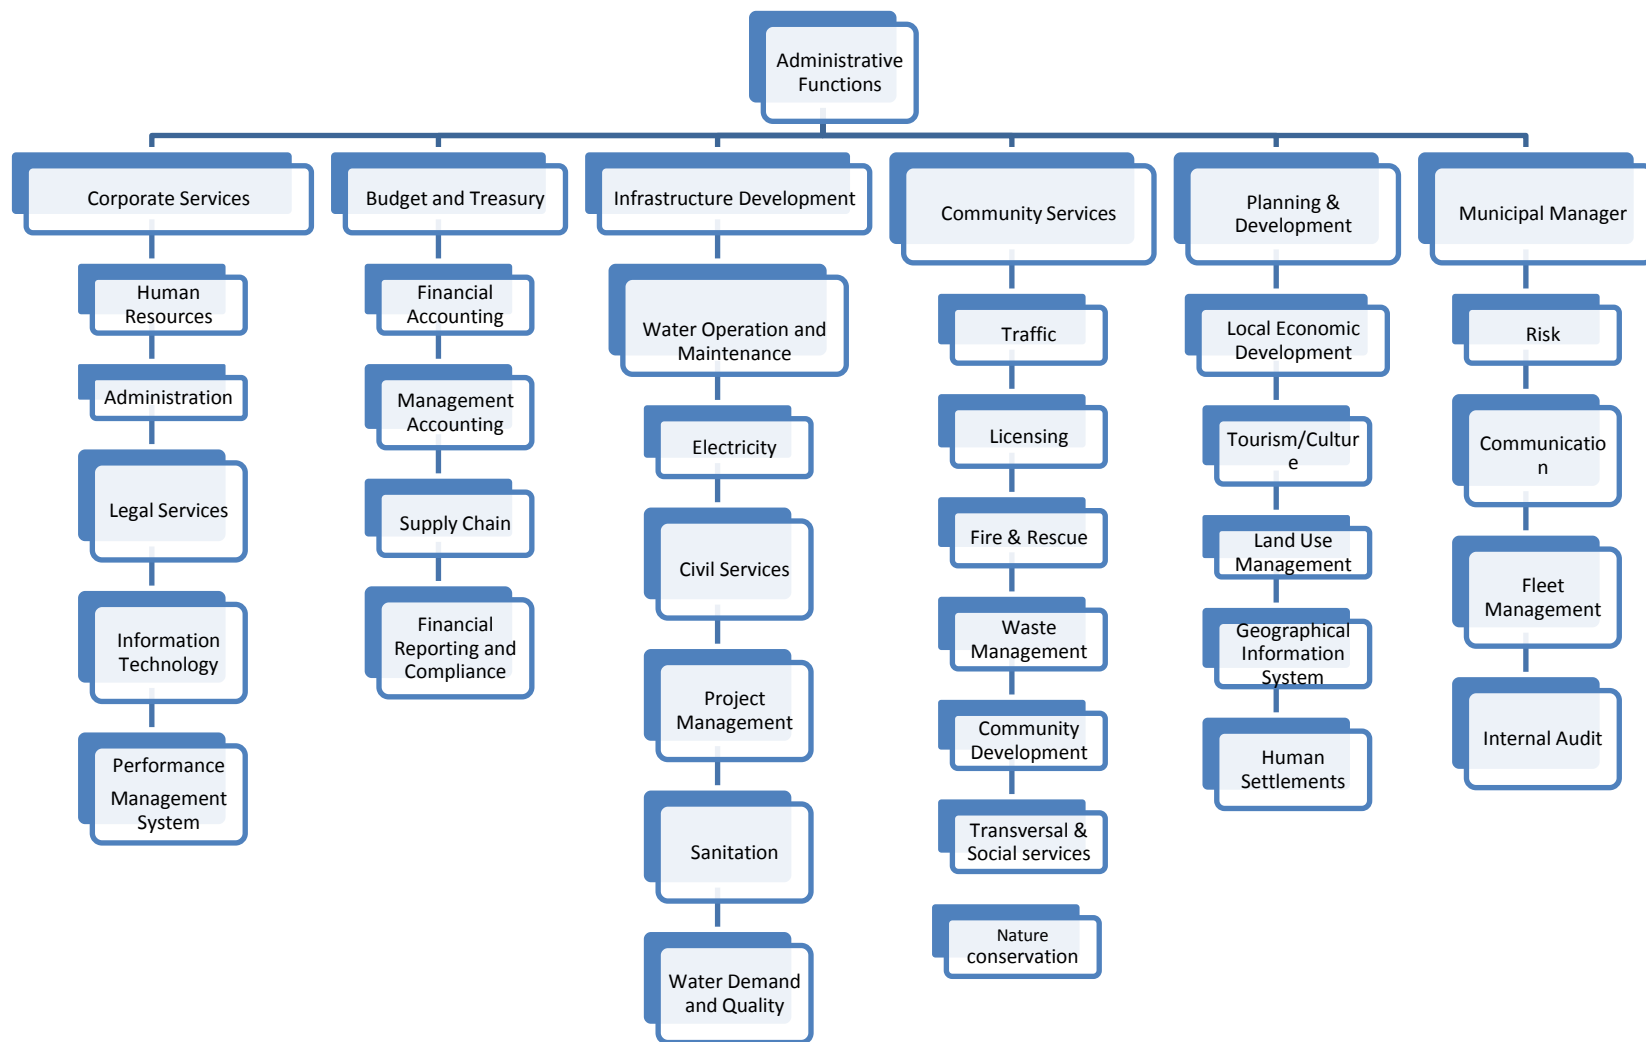 Administrative
Functions
Corporate Services
Human
Resources
Administration
Legal Services
Information
Technology
Performance
Management
System
Budget and Treasury
Financial
Accounting
Management
Accounting
Supply Chain
Financial
Reporting and
Compliance
Infrastructure Development
Water Operation and
Maintenance
Electricity
Civil Services
Project
Management
Sanitation
Water Demand
and Quality
Community Services
Traffic
Licensing
Fire & Rescue
Waste
Management
Community
Development
Transversal &
Social services
Nature
conservation
Planning &
Development
Local Economic
Development
Tourism/Cultur
e
Land Use
Management
Geographical
Information
System
Human
Settlements
Municipal Manager
Risk
Communicatio
n
Fleet
Management
Internal Audit